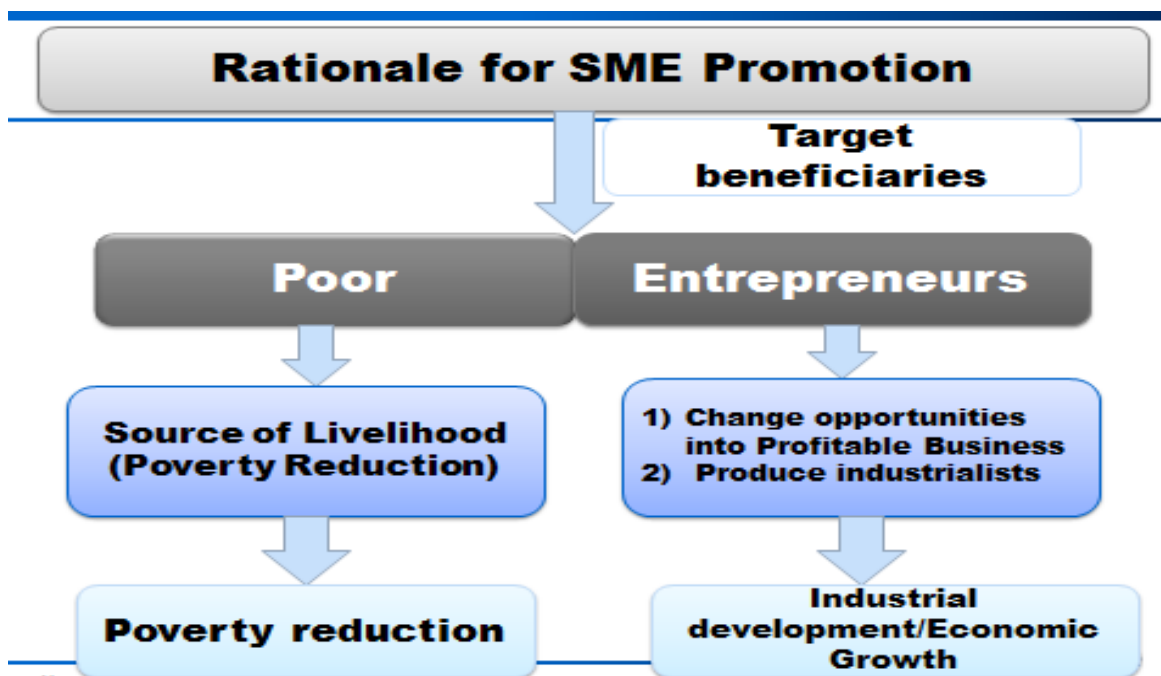 Rationale for SME Promotion
Target
beneficiaries
Poor
Entrepreneurs
Source of Livelihood
(Poverty Reduction)
1) Change opportunities
into Profitable Business
2) Produce industrialists
Poverty reduction
Industrial
development/Economic
Growth